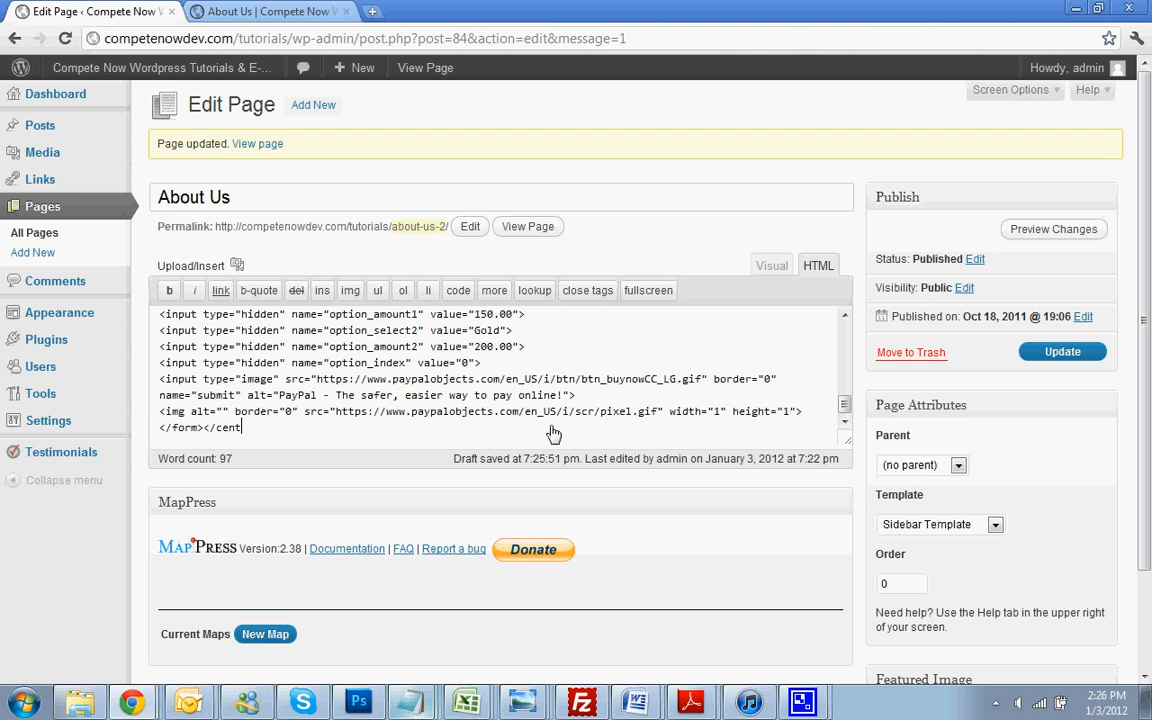 Edit Page ‹ Compete Now W
About Us | Compete Now W
competenowdev.com/tutorials/wp-admin/post.php?post=84&action=edit&message=1
Compete Now Wordpress Tutorials & E-...
New
View Page
Howdy, admin
Dashboard
Posts
Media
Links
Pages
All Pages
Add New
Comments
Appearance
Plugins
Users
Tools
Settings
Testimonials
Collapse menu
Edit Page
Add New
Screen Options
Help
Page updated. View page
About Us
Permalink: http://competenowdev.com/tutorials/about-us-2/ Edit View Page
Upload/Insert
Visual
HTML
b i link b-quote del ins img ul ol li code more lookup close tags fullscreen
<input type="hidden" name="option_amount1" value="150.00">
<input type="hidden" name="option_select2" value="Gold">
<input type="hidden" name="option_amount2" value="200.00">
<input type="hidden" name="option_index" value="0">
<input type="image" src="https://www.paypalobjects.com/en_US/i/btn/btn_buynowCC_LG.gif" border="0"
name="submit" alt="PayPal - The safer, easier way to pay online!">
<img alt="" border="0" src="https://www.paypalobjects.com/en_US/i/scr/pixel.gif" width="1" height="1">
</form></cent
Word count: 97
Draft saved at 7:25:51 pm. Last edited by admin on January 3, 2012 at 7:22 pm
MapPress
MapPress Version:2.38 | Documentation | FAQ | Report a bug Donate
Current Maps New Map
Publish
Preview Changes
Status: Published Edit
Visibility: Public Edit
Published on: Oct 18, 2011 @ 19:06 Edit
Move to Trash
Update
Page Attributes
Parent
(no parent)
Template
Sidebar Template
Order
0
Need help? Use the Help tab in the upper right
of your screen.
Featured Image
2:26 PM
1/3/2012